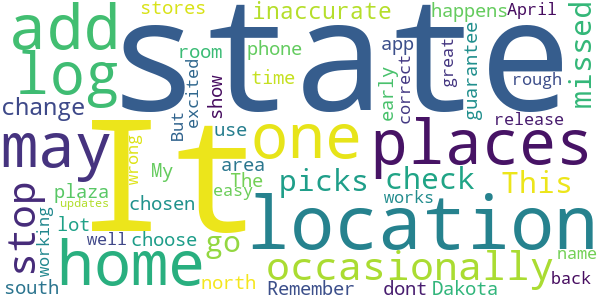 stores
inaccurate
happens
April
add
state
missed
room
phone
app
great
log
excited
But
show
time
early
correct
guarantee
rough
change
release
may
It
one
places
wrong
use
My
area
The
picks
check
This
stop
plaza
updates
chosen
easy
works
working
lot
location
home
well
choose
go
occasionally
name
south
north
Remember
dont
Dakota
back